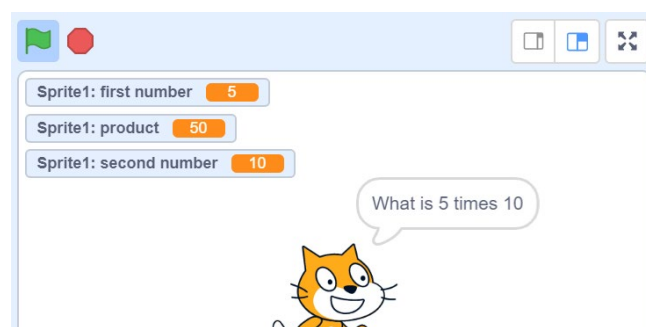 Sprite1: first number 5
Sprite1: product 50
Sprite1: second number 10
What is 5 times 10